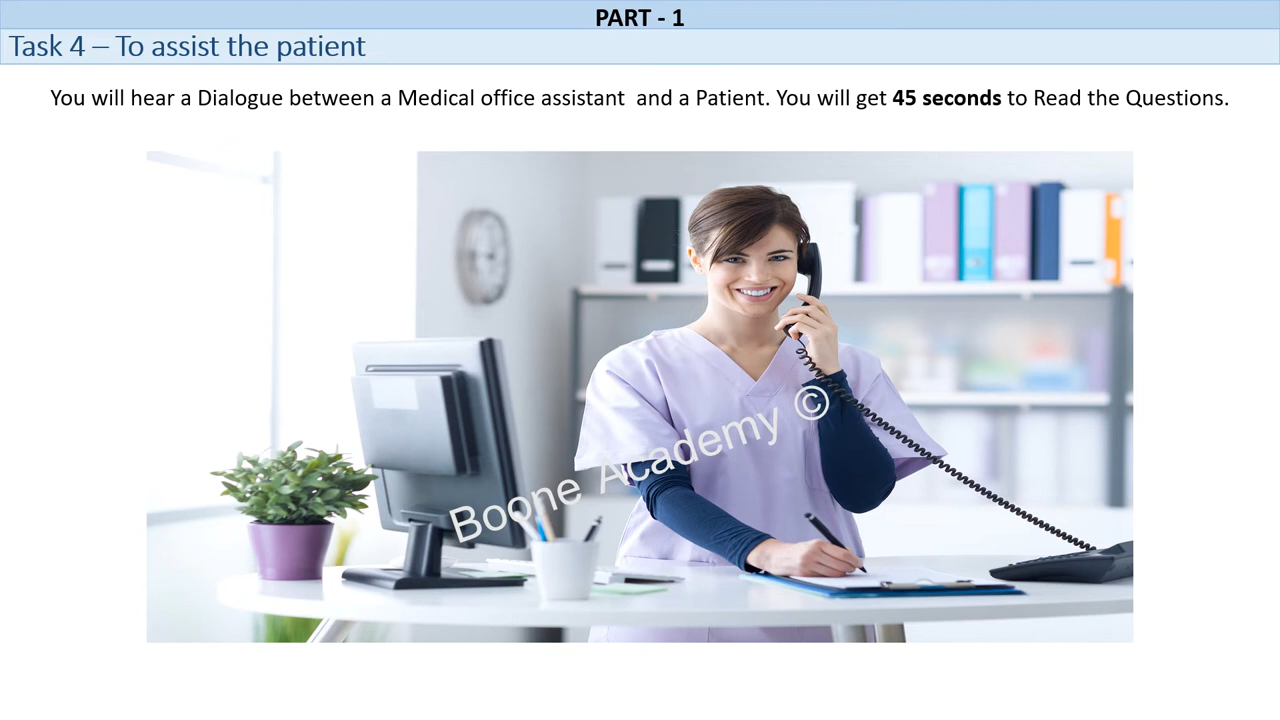 PART - 1
Task 4 – To assist the patient
You will hear a Dialogue between a Medical office assistant  and a Patient. You will get 45 seconds to Read the Questions.
Boone Academy ©